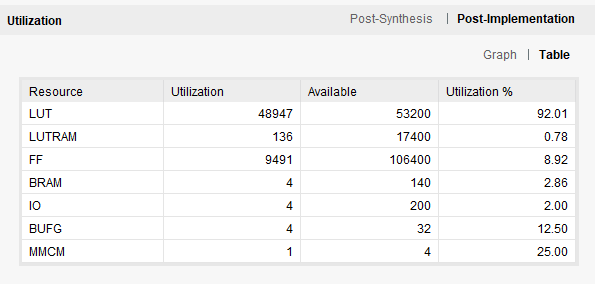 Utilization Post-Synthesis | Post-Implementation
Graph | Table
Resource Utilization Available Utilization %
LUT 48947 53200 92.01
LUTRAM 136 17400 0.78
FF 9491 106400 8.92
BRAM 4 140 2.86
IO 4 200 2.00
BUFG 4 32 12.50
MMCM 1 4 25.00